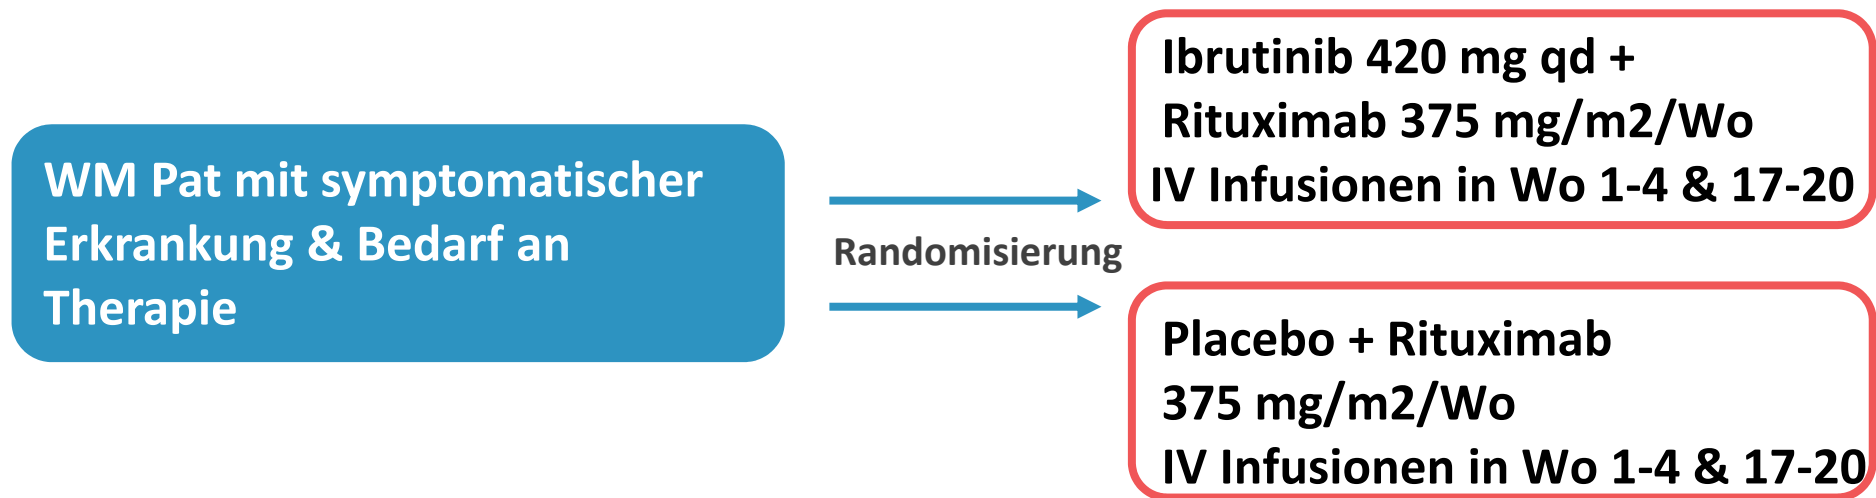 WM Pat mit symptomatischer
Erkrankung & Bedarf an
Therapie
Randomisierung
Ibrutinib 420 mg qd +
Rituximab 375 mg/m2/Wo
IV Infusionen in Wo 1-4 & 17-20
Placebo + Rituximab
375 mg/m2/Wo
IV Infusionen in Wo 1-4 & 17-20